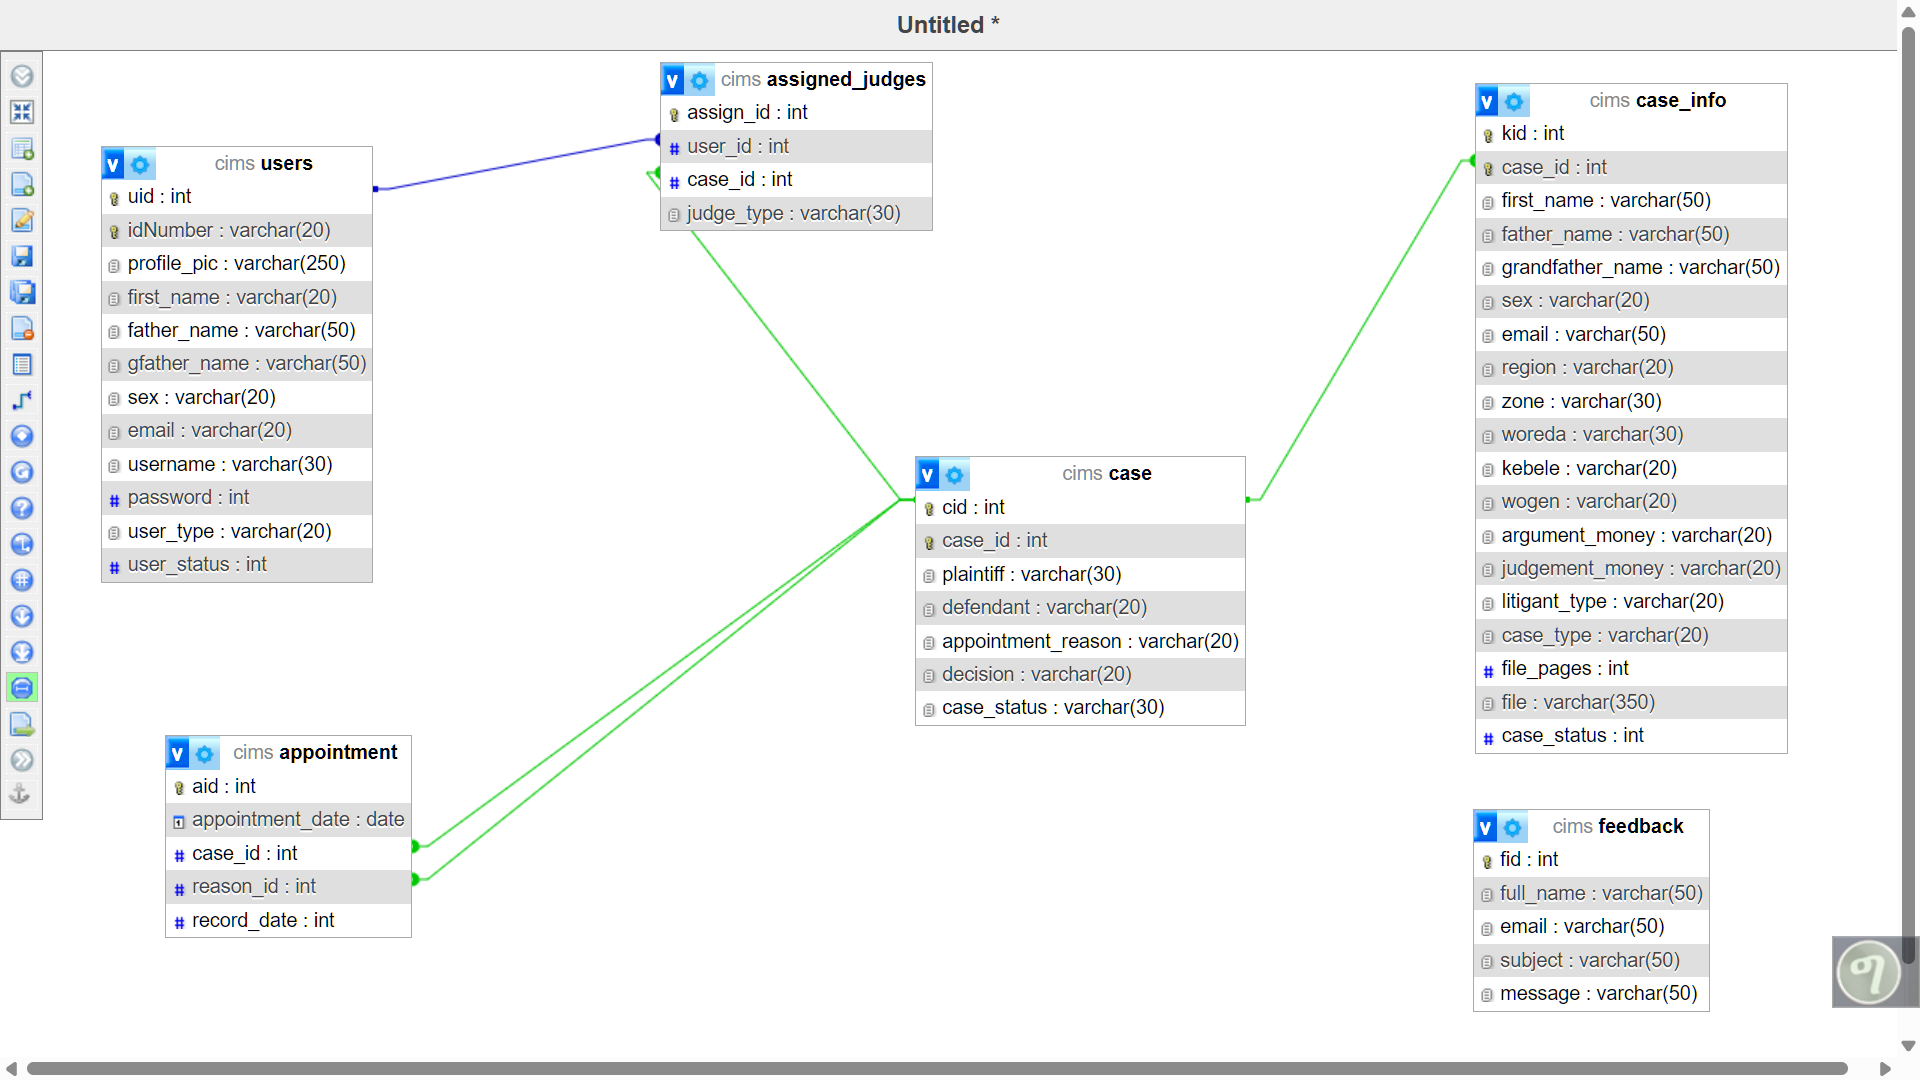 Untitled *
cims users
uid : int
idNumber : varchar(20)
profile_pic : varchar(250)
first_name : varchar(20)
father_name : varchar(50)
gfather_name : varchar(50)
sex : varchar(20)
email : varchar(20)
username : varchar(30)
password : int
user_type : varchar(20)
user_status : int
cims assigned_judges
assign_id : int
user_id : int
case_id : int
judge_type : varchar(30)
cims case_info
kid : int
case_id : int
first_name : varchar(50)
father_name : varchar(50)
grandfather_name : varchar(50)
sex : varchar(20)
email : varchar(50)
region : varchar(20)
zone : varchar(30)
woreda : varchar(30)
kebele : varchar(20)
wogen : varchar(20)
argument_money : varchar(20)
judgement_money : varchar(20)
litigant_type : varchar(20)
case_type : varchar(20)
file_pages : int
file : varchar(350)
case_status : int
cims case
cid : int
case_id : int
plaintiff : varchar(30)
defendant : varchar(20)
appointment_reason : varchar(20)
decision : varchar(20)
case_status : varchar(30)
cims appointment
aid : int
appointment_date : date
case_id : int
reason_id : int
record_date : int
cims feedback
fid : int
full_name : varchar(50)
email : varchar(50)
subject : varchar(50)
message : varchar(50)